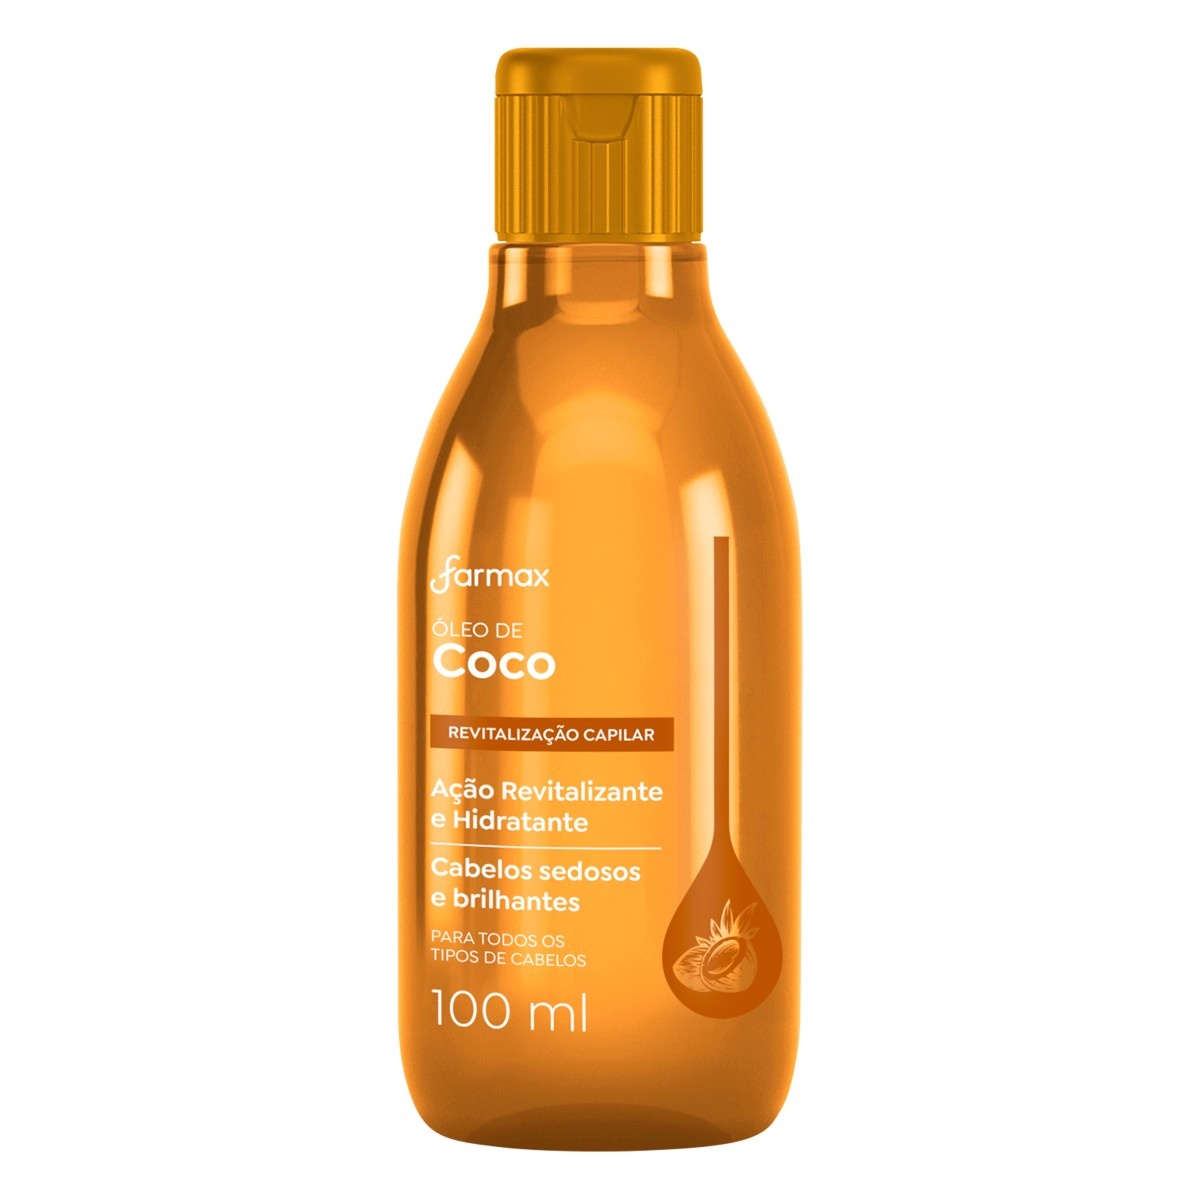 farmax
ÓLEO DE
Coco
REVITALIZAÇÃO CAPILAR
Ação Revitalizante
e Hidratante
Cabelos sedosos
e brilhantes
PARA TODOS OS
TIPOS DE CABELOS
100 ml